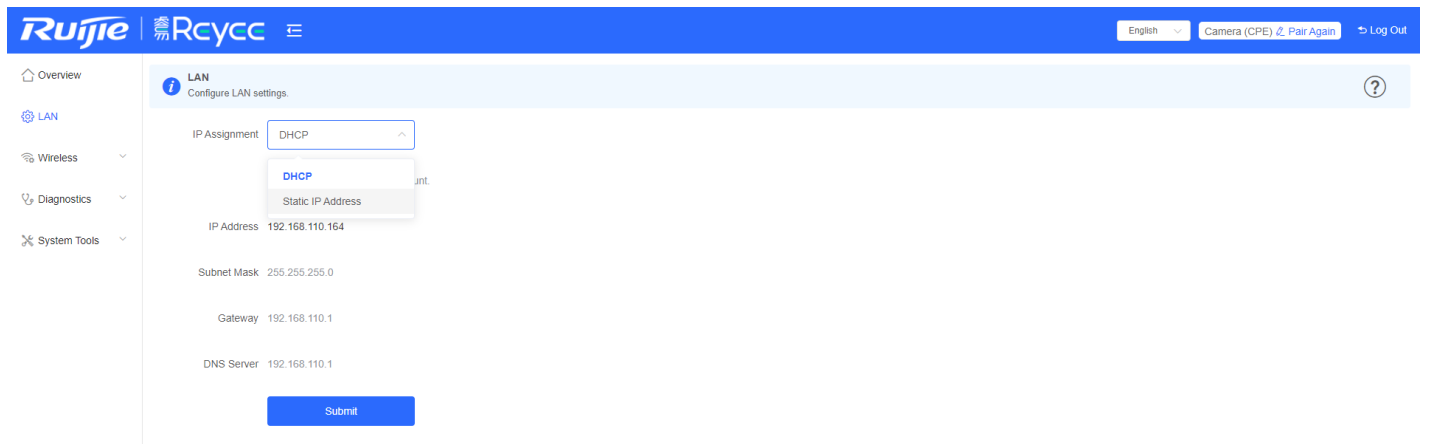 Ruijie 睿易 Reyee English Camera (CPE) Pair Again Log Out
Overview
LAN
Wireless
Diagnostics
System Tools
LAN
Configure LAN settings.
IP Assignment DHCP
DHCP
Static IP Address
IP Address 192.168.110.164
Subnet Mask 255.255.255.0
Gateway 192.168.110.1
DNS Server 192.168.110.1
Submit